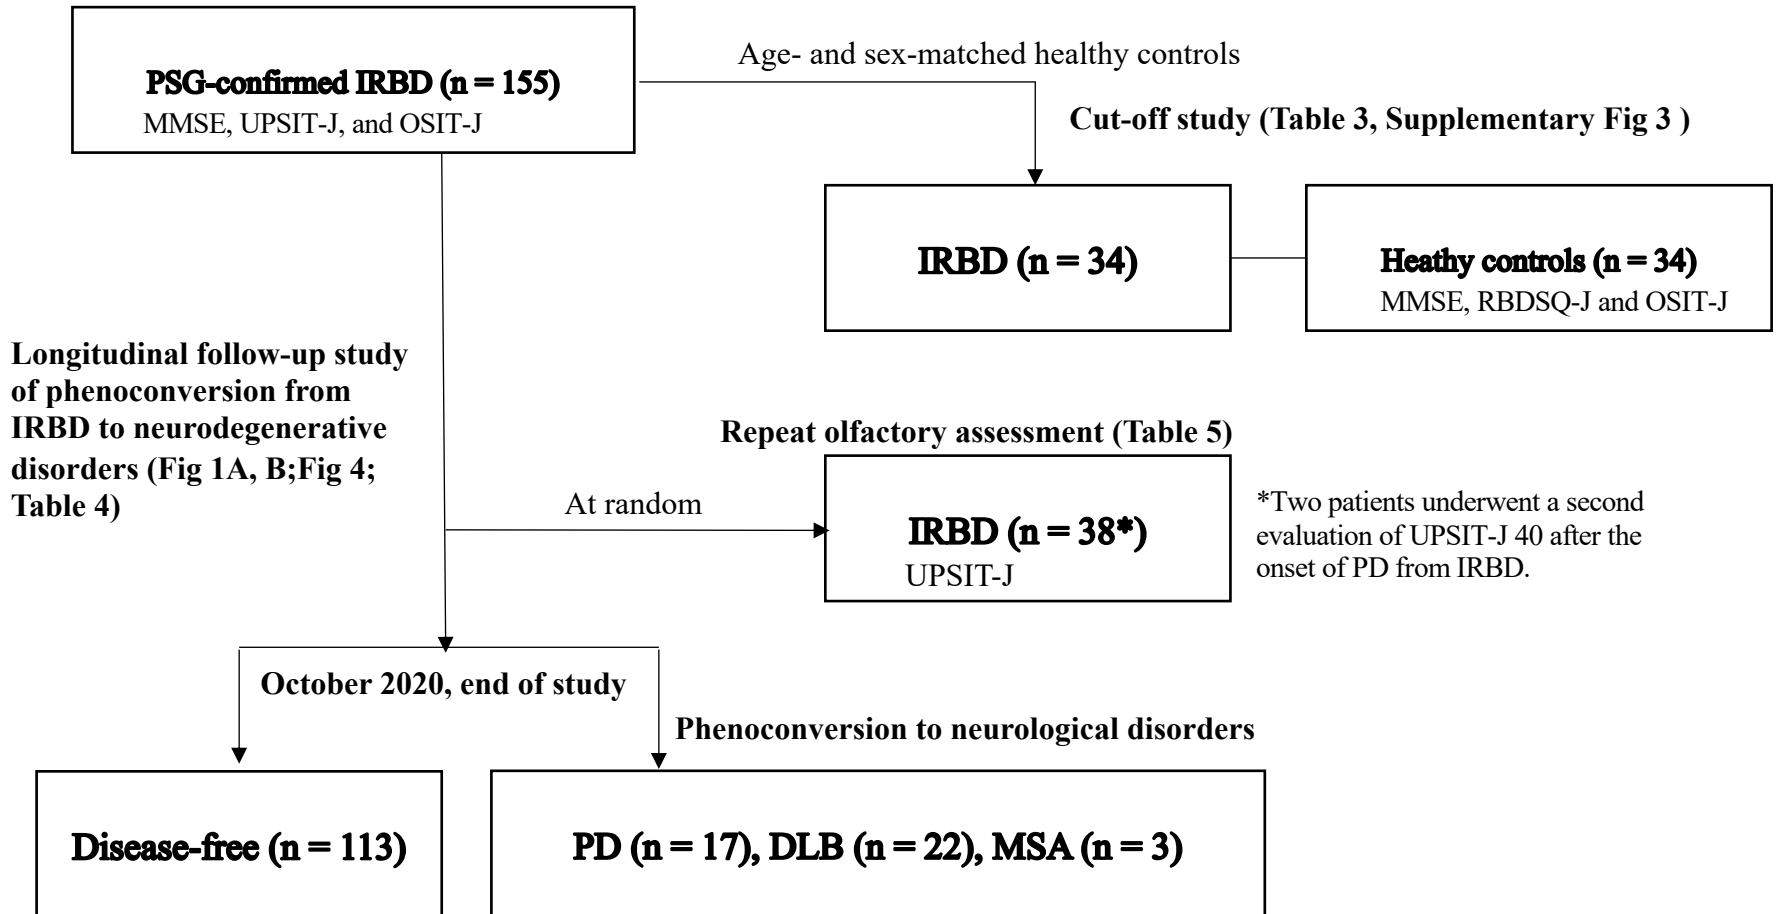 PSG-confirmed IRBD (n = 155)
MMSE, UPSIT-J, and OSIT-J
Age- and sex-matched healthy controls
Cut-off study (Table 3, Supplementary Fig 3 )
IRBD (n = 34)
Heathy controls (n = 34)
MMSE, RBDSQ-J and OSIT-J
Longitudinal follow-up study
of phenoconversion from
IRBD to neurodegenerative
disorders (Fig 1A, B;Fig 4;
Table 4)
Repeat olfactory assessment (Table 5)
At random
IRBD (n = 38*)
UPSIT-J
*Two patients underwent a second
evaluation of UPSIT-J 40 after the
onset of PD from IRBD.
October 2020, end of study
Phenoconversion to neurological disorders
Disease-free (n = 113)
PD (n = 17), DLB (n = 22), MSA (n = 3)